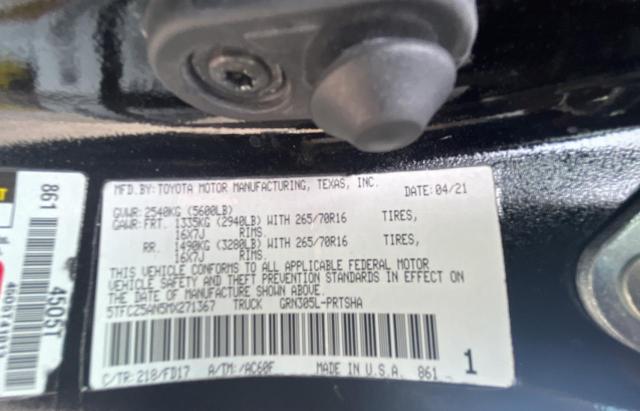 MFD.BY:TOYOTA MOTOR MANUFACTURING, TEXAS, INC. DATE: 04/21
GVWR: 2540KG (5600LB)
GAWR: FRT. 1335KG (2940LB) WITH 265/70R16 TIRES,
16X7J RIMS.
RR. 1490KG (3280LB) WITH 265/70R16 TIRES,
16X7J RIMS.
THIS VEHICLE CONFORMS TO ALL APPLICABLE FEDERAL MOTOR
VEHICLE SAFETY AND THEFT PREVENTION STANDARDS IN EFFECT ON
THE DATE OF MANUFACTURE SHOWN ABOVE.
5TFCZ5AN5MX271367 TRUCK GRN305L-PRTSHA
C/TR: 218/FD17 A/TM: /AC60F MADE IN U.S.A. 861 1
861
4505T